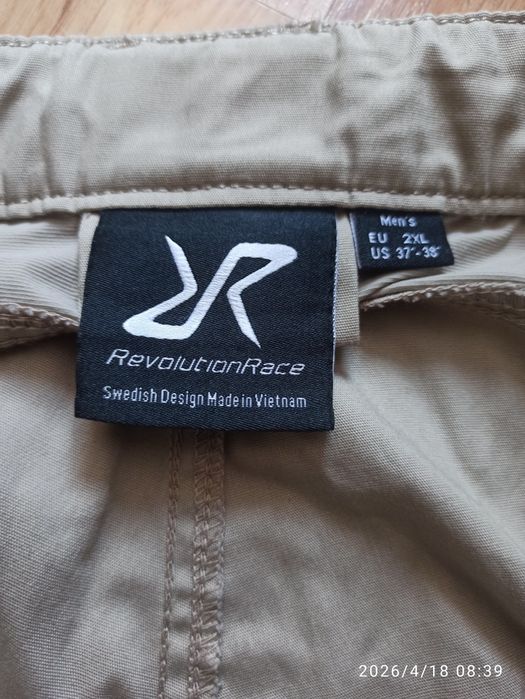 Men's
EU 2XL
US 37"-38"
RevolutionRace
Swedish Design Made in Vietnam
2026/4/18 08:39